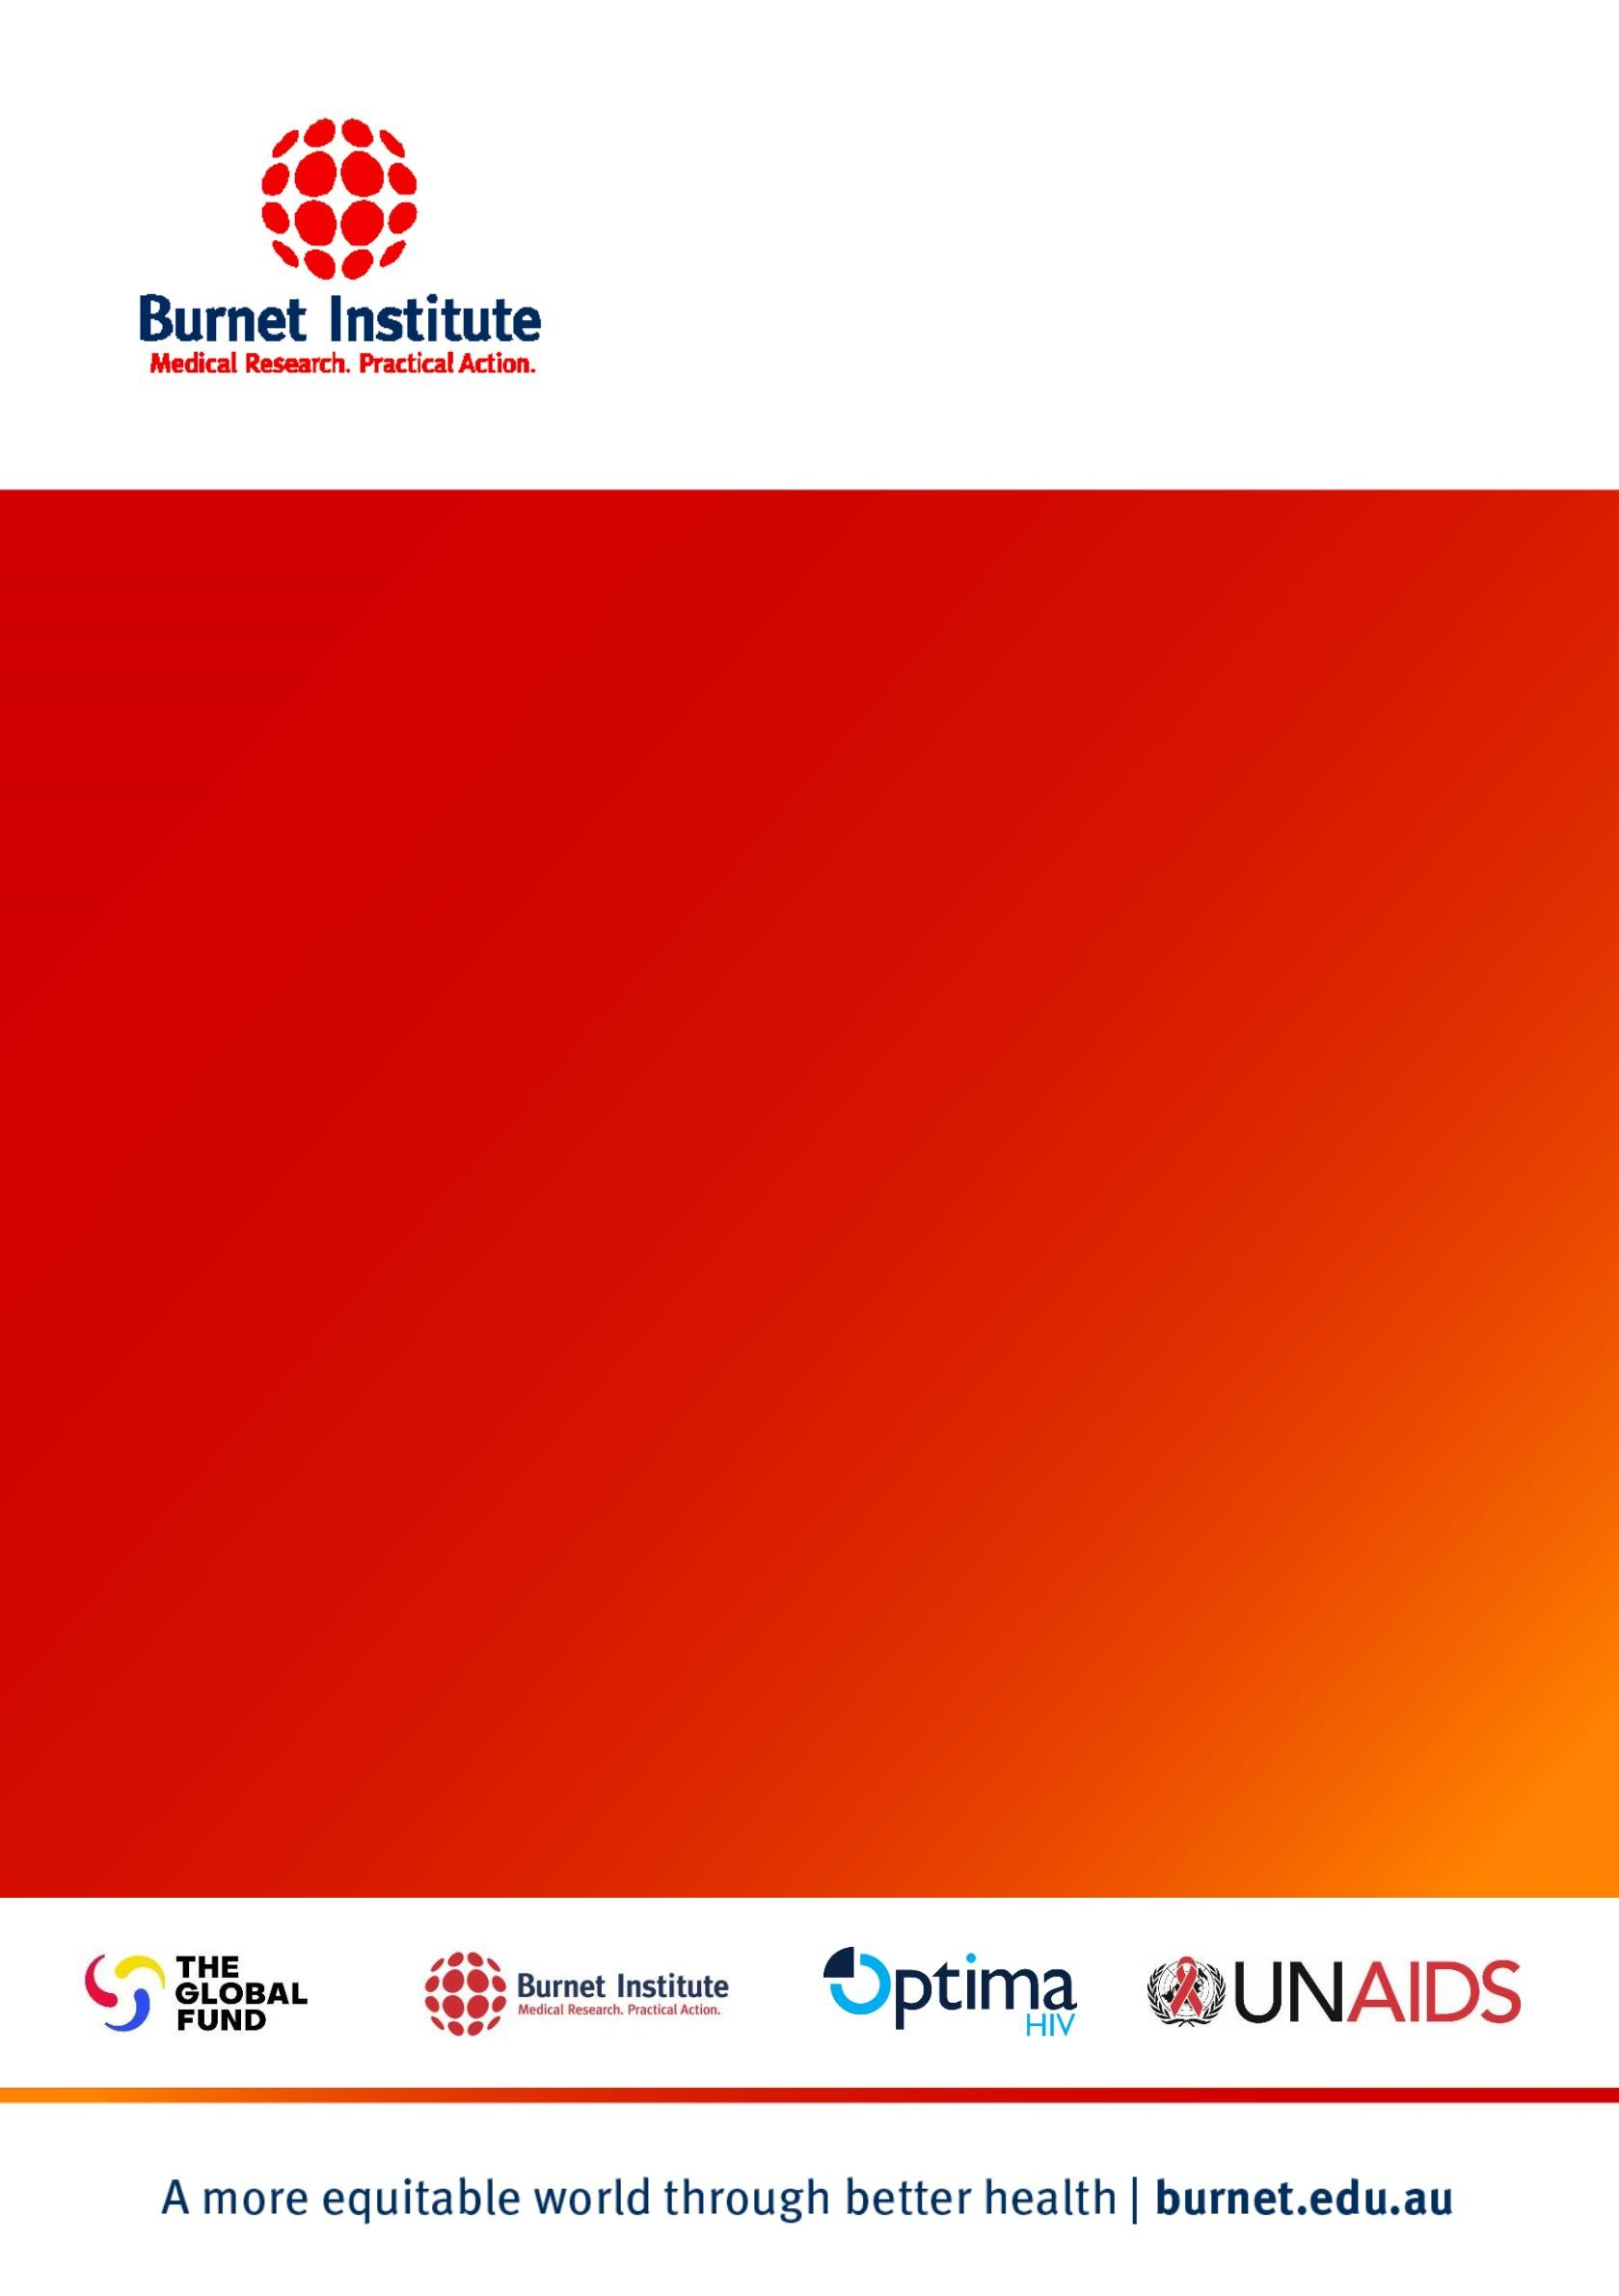 Burnet Institute
Medical Research. Practical Action.
THE
GLOBAL
FUND
Burnet Institute
Medical Research. Practical Action.
Optima
HIV
UNAIDS
A more equitable world through better health | burnet.edu.au